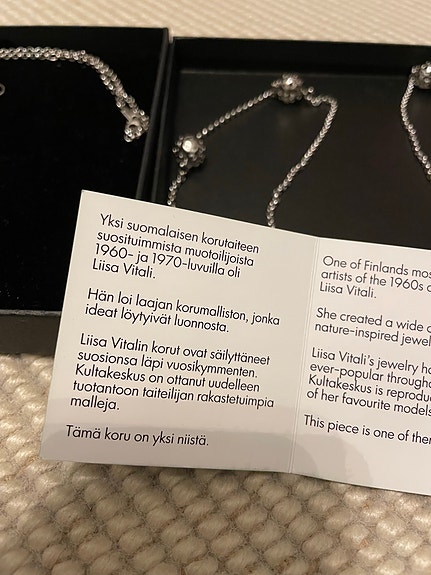 Yksi suomalaisen korutaiteen
suosituimmista muotoilijoista
1960- ja 1970-luvuilla oli
Liisa Vitali.
Hän loi laajan korumalliston, jonka
ideat löytyivät luonnosta.
Liisa Vitalin korut ovat säilyttäneet
suosionsa läpi vuosikymmenten.
Kultakeskus on ottanut uudelleen
tuotantoon taiteilijan rakastetuimpia
malleja.
Tämä koru on yksi niistä.
One of Finlands mos
artists of the 1960s
Liisa Vitali.
She created a wide
nature-inspired jewel
Liisa Vitali's jewelry ha
ever-popular through
Kultakeskus is reproduc
of her favourite models
This piece is one of the